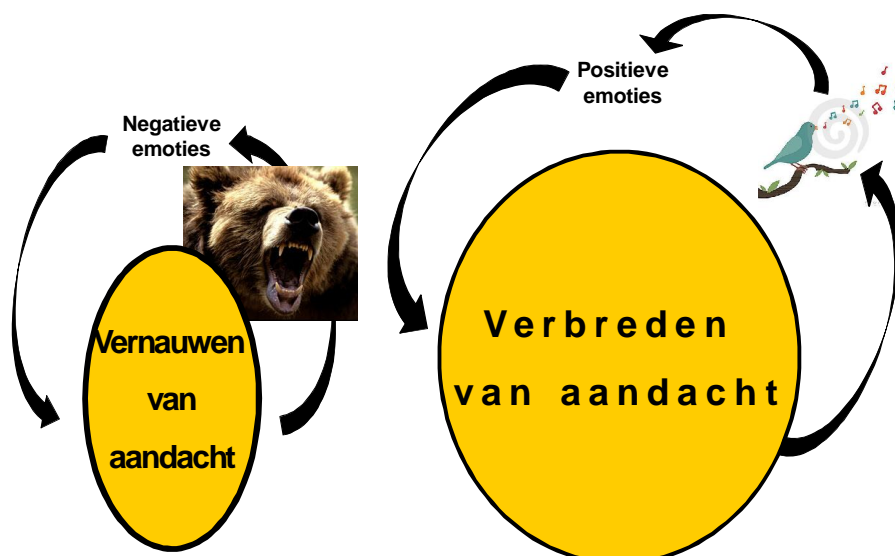 Negatieve
emoties
Vernauwen
van
aandacht
Positieve
emoties
Verbreden
van aandacht